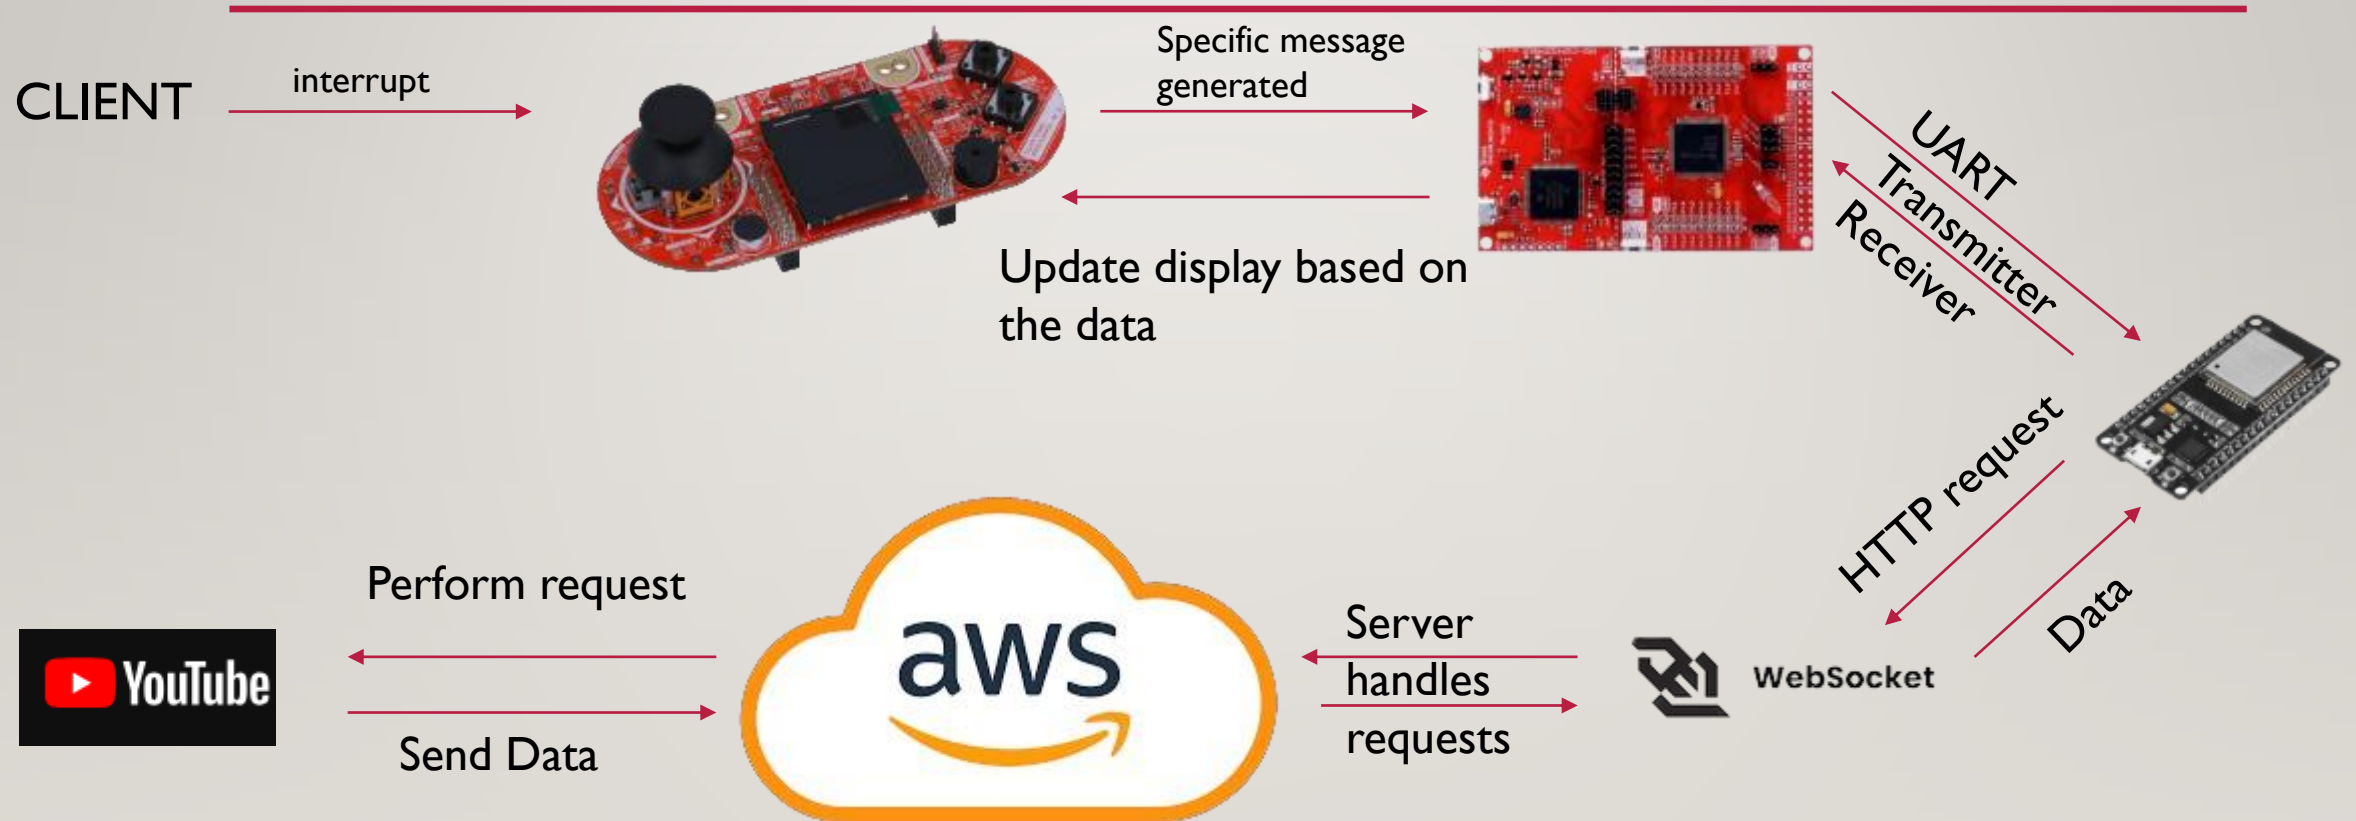 CLIENT
interrupt
Specific message
generated
UART
Transmitter
Receiver
Update display based on
the data
HTTP request
Data
Perform request
YouTube
Send Data
aws
Server
handles
requests
WebSocket